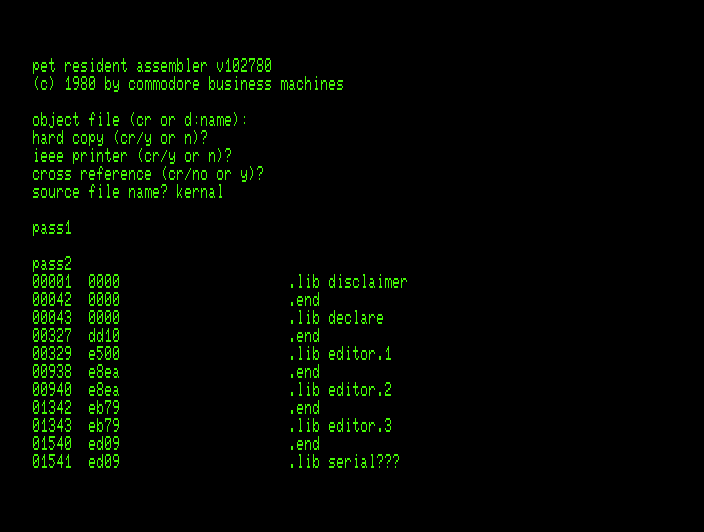 pet resident assembler v102780
(c) 1980 by commodore business machines
object file (cr or d:name):
hard copy (cr/y or n)?
ieee printer (cr/y or n)?
cross reference (cr/no or y)?
source file name? kernal
pass1
pass2
00001  0000                     .lib disclaimer
00042  0000                     .end
00043  0000                     .lib declare
00327  dd10                     .end
00329  e500                     .lib editor.1
00938  e8ea                     .end
00940  e8ea                     .lib editor.2
01342  eb79                     .end
01343  eb79                     .lib editor.3
01540  ed09                     .end
01541  ed09                     .lib serial???